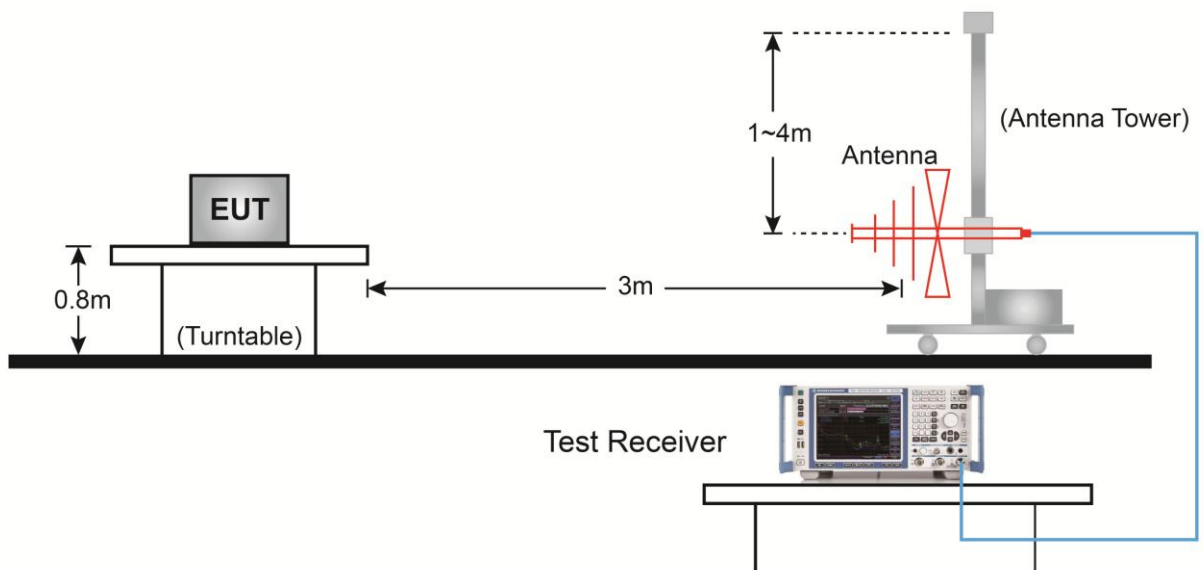 1~4m
(Antenna Tower)
Antenna
EUT
0.8m
3m
(Turntable)
Test Receiver